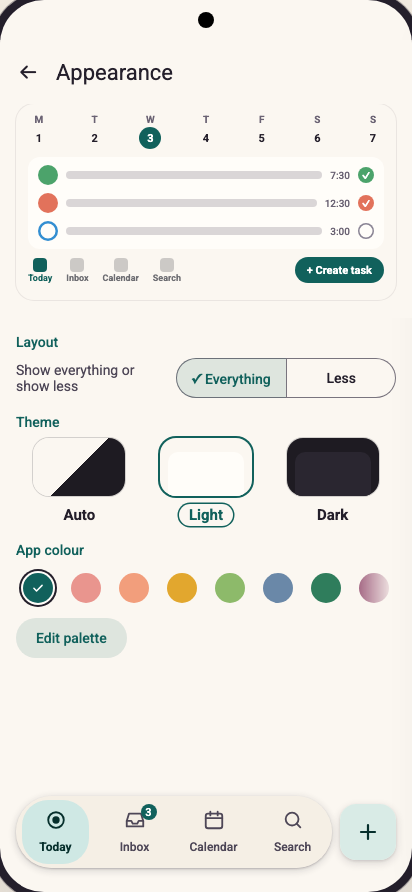 Appearance
M T W T F S S
1 2 3 4 5 6 7
7:30
12:30
3:00
Today Inbox Calendar Search
+ Create task
Layout
Show everything or
show less
Everything
Less
Theme
Auto Light Dark
App colour
Edit palette
3
Today Inbox Calendar Search